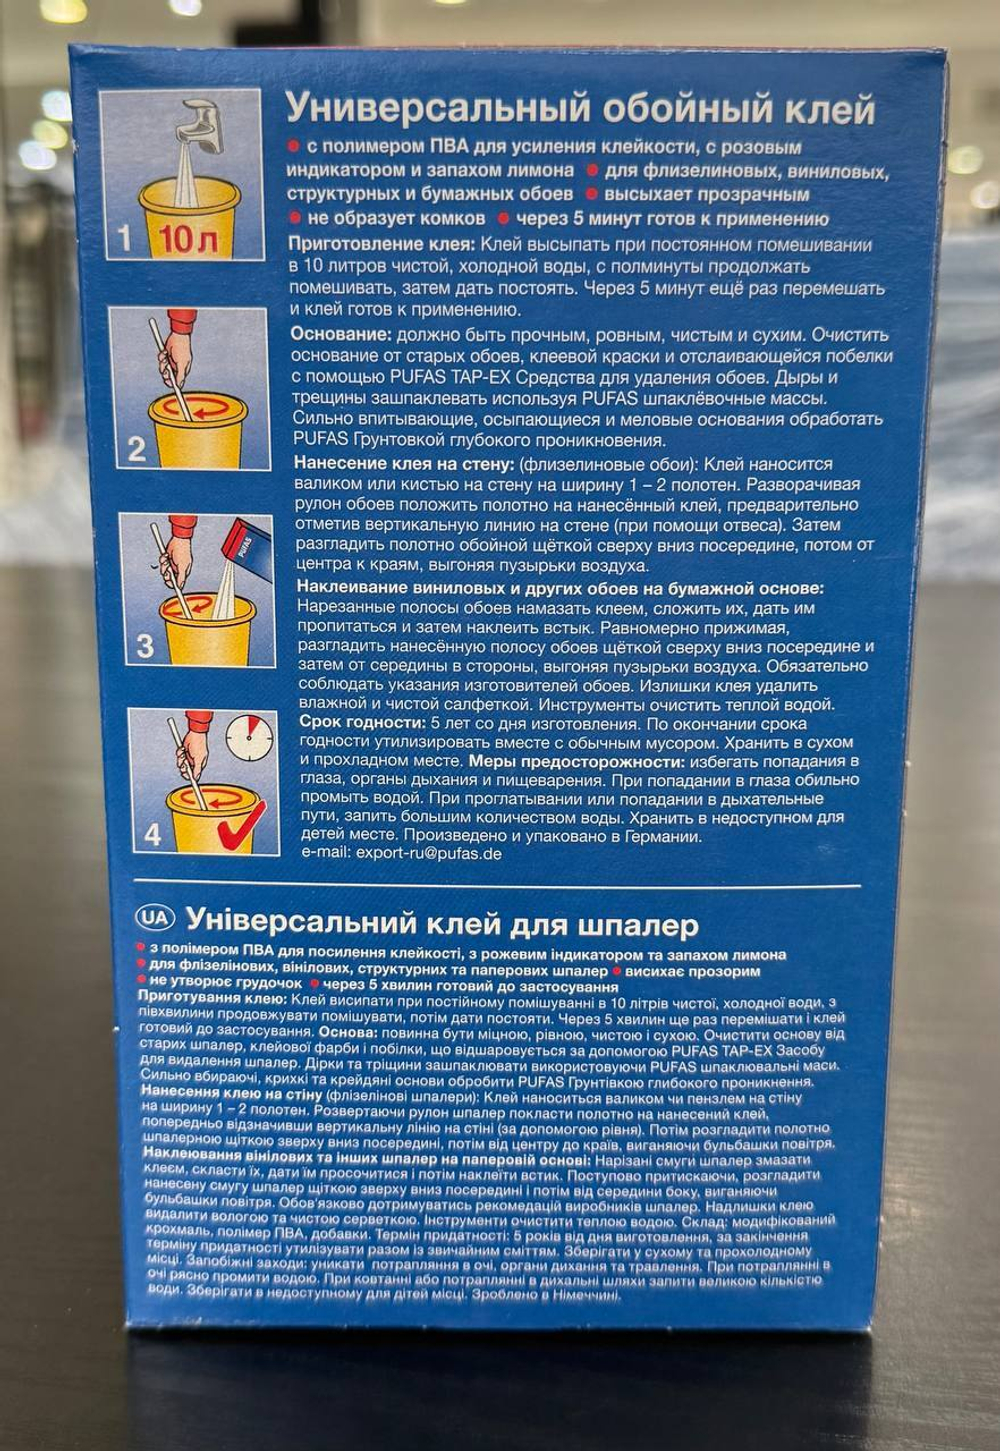 1
10л
2
PUFAS
3
4
Универсальный обойный клей
• с полимером ПВА для усиления клейкости, с розовым
индикатором и запахом лимона • для флизелиновых, виниловых,
структурных и бумажных обоев • высыхает прозрачным
• не образует комков • через 5 минут готов к применению
Приготовление клея: Клей высыпать при постоянном помешивании
в 10 литров чистой, холодной воды, с полминуты продолжать
помешивать, затем дать постоять. Через 5 минут ещё раз перемешать
и клей готов к применению.
Основание: должно быть прочным, ровным, чистым и сухим. Очистить
основание от старых обоев, клеевой краски и отслаивающейся побелки
с помощью PUFAS TAP-EX Средства для удаления обоев. Дыры и
трещины зашпаклевать используя PUFAS шпаклёвочные массы.
Сильно впитывающие, осыпающиеся и меловые основания обработать
PUFAS Грунтовкой глубокого проникновения.
Нанесение клея на стену: (флизелиновые обои): Клей наносится
валиком или кистью на стену на ширину 1 – 2 полотен. Разворачивая
рулон обоев положить полотно на нанесённый клей, предварительно
отметив вертикальную линию на стене (при помощи отвеса). Затем
разгладить полотно обойной щёткой сверху вниз посередине, потом от
центра к краям, выгоняя пузырьки воздуха.
Наклеивание виниловых и других обоев на бумажной основе:
Нарезанные полосы обоев намазать клеем, сложить их, дать им
пропитаться и затем наклеить встык. Равномерно прижимая,
разгладить нанесённую полосу обоев щёткой сверху вниз посередине и
затем от середины в стороны, выгоняя пузырьки воздуха. Обязательно
соблюдать указания изготовителей обоев. Излишки клея удалить
влажной и чистой салфеткой. Инструменты очистить теплой водой.
Срок годности: 5 лет со дня изготовления. По окончании срока
годности утилизировать вместе с обычным мусором. Хранить в сухом
и прохладном месте. Меры предосторожности: избегать попадания в
глаза, органы дыхания и пищеварения. При попадании в глаза обильно
промыть водой. При проглатывании или попадании в дыхательные
пути, запить большим количеством воды. Хранить в недоступном для
детей месте. Произведено и упаковано в Германии.
e-mail: export-ru@pufas.de
UA Універсальний клей для шпалер
• з полімером ПВА для посилення клейкості, з рожевим індикатором та запахом лимона
• для флізелінових, вінілових, структурних та паперових шпалер • висихає прозорим
• не утворює грудочок • через 5 хвилин готовий до застосування
Приготування клею: Клей висипати при постійному помішуванні в 10 літрів чистої, холодної води, з
півхвилини продовжувати помішувати, потім дати постояти. Через 5 хвилин ще раз перемішати і клей
готовий до застосування. Основа: повинна бути міцною, рівною, чистою і сухою. Очистити основу від
старих шпалер, клейової фарби і побілки, що відшаровується за допомогою PUFAS TAP-EX Засобу
для видалення шпалер. Дірки та тріщини зашпаклювати використовуючи PUFAS шпаклювальні маси.
Сильно вбираючі, крихкі та крейдяні основи обробити PUFAS Грунтівкою глибокого проникнення.
Нанесення клею на стіну (флізелінові шпалери): Клей наноситься валиком чи пензлем на стіну
на ширину 1 – 2 полотен. Розвертаючи рулон шпалер покласти полотно на нанесений клей,
попередньо відзначивши вертикальну лінію на стіні (за допомогою рівня). Потім розгладити полотно
шпалерною щіткою зверху вниз посередині, потім від центру до країв, виганяючи бульбашки повітря.
Наклеювання вінілових та інших шпалер на паперовій основі: Нарізані смуги шпалер змазати
клеєм, скласти їх, дати їм просочитися і потім наклеїти встик. Поступово притискаючи, розгладити
нанесену смугу шпалер щіткою зверху вниз посередині і потім від середини боку, виганяючи
бульбашки повітря. Обов'язково дотримуватись рекомедацій виробників шпалер. Надлишки клею
видалити вологою та чистою серветкою. Інструменти очистити теплою водою. Склад: модифікований
крохмаль, полімер ПВА, добавки. Термін придатності: 5 років від дня виготовлення, за закінчення
терміну придатності утилізувати разом із звичайним сміттям. Зберігати у сухому та прохолодному
місці. Запобіжні заходи: уникати потрапляння в очі, органи дихання та травлення. При потраплянні в
очі рясно промити водою. При ковтанні або потраплянні в дихальні шляхи запити великою кількістю
води. Зберігати в недоступному для дітей місці. Зроблено в Німеччині.